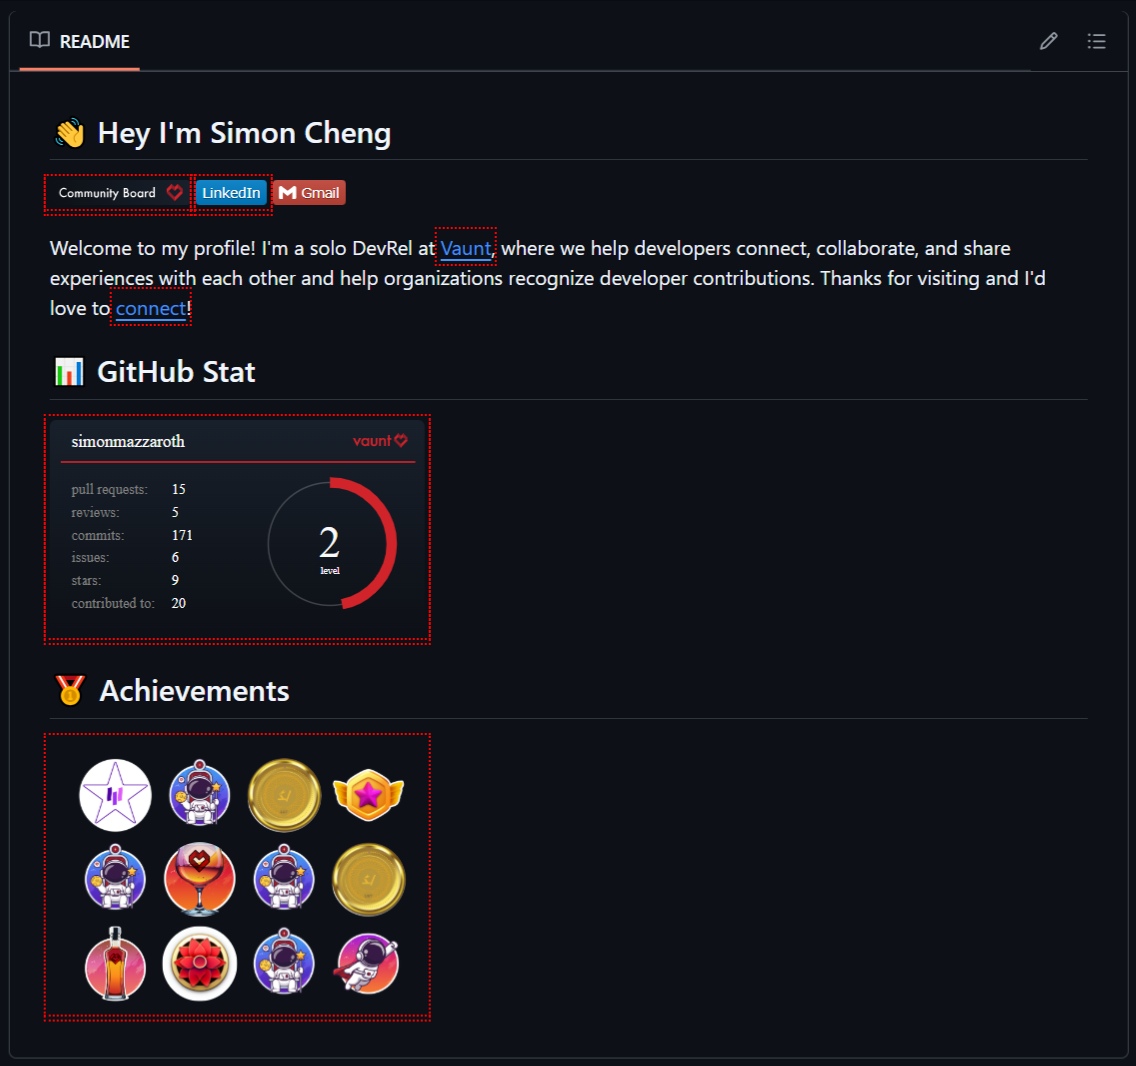 README
👋 Hey I'm Simon Cheng
Community Board LinkedIn Gmail
Welcome to my profile! I'm a solo DevRel at Vaunt, where we help developers connect, collaborate, and share
experiences with each other and help organizations recognize developer contributions. Thanks for visiting and I'd
love to connect!
📊 GitHub Stat
simonmazzaroth vaunt
pull requests: 15
reviews: 5
commits: 171
issues: 6
stars: 9
contributed to: 20
2
level
🏅 Achievements